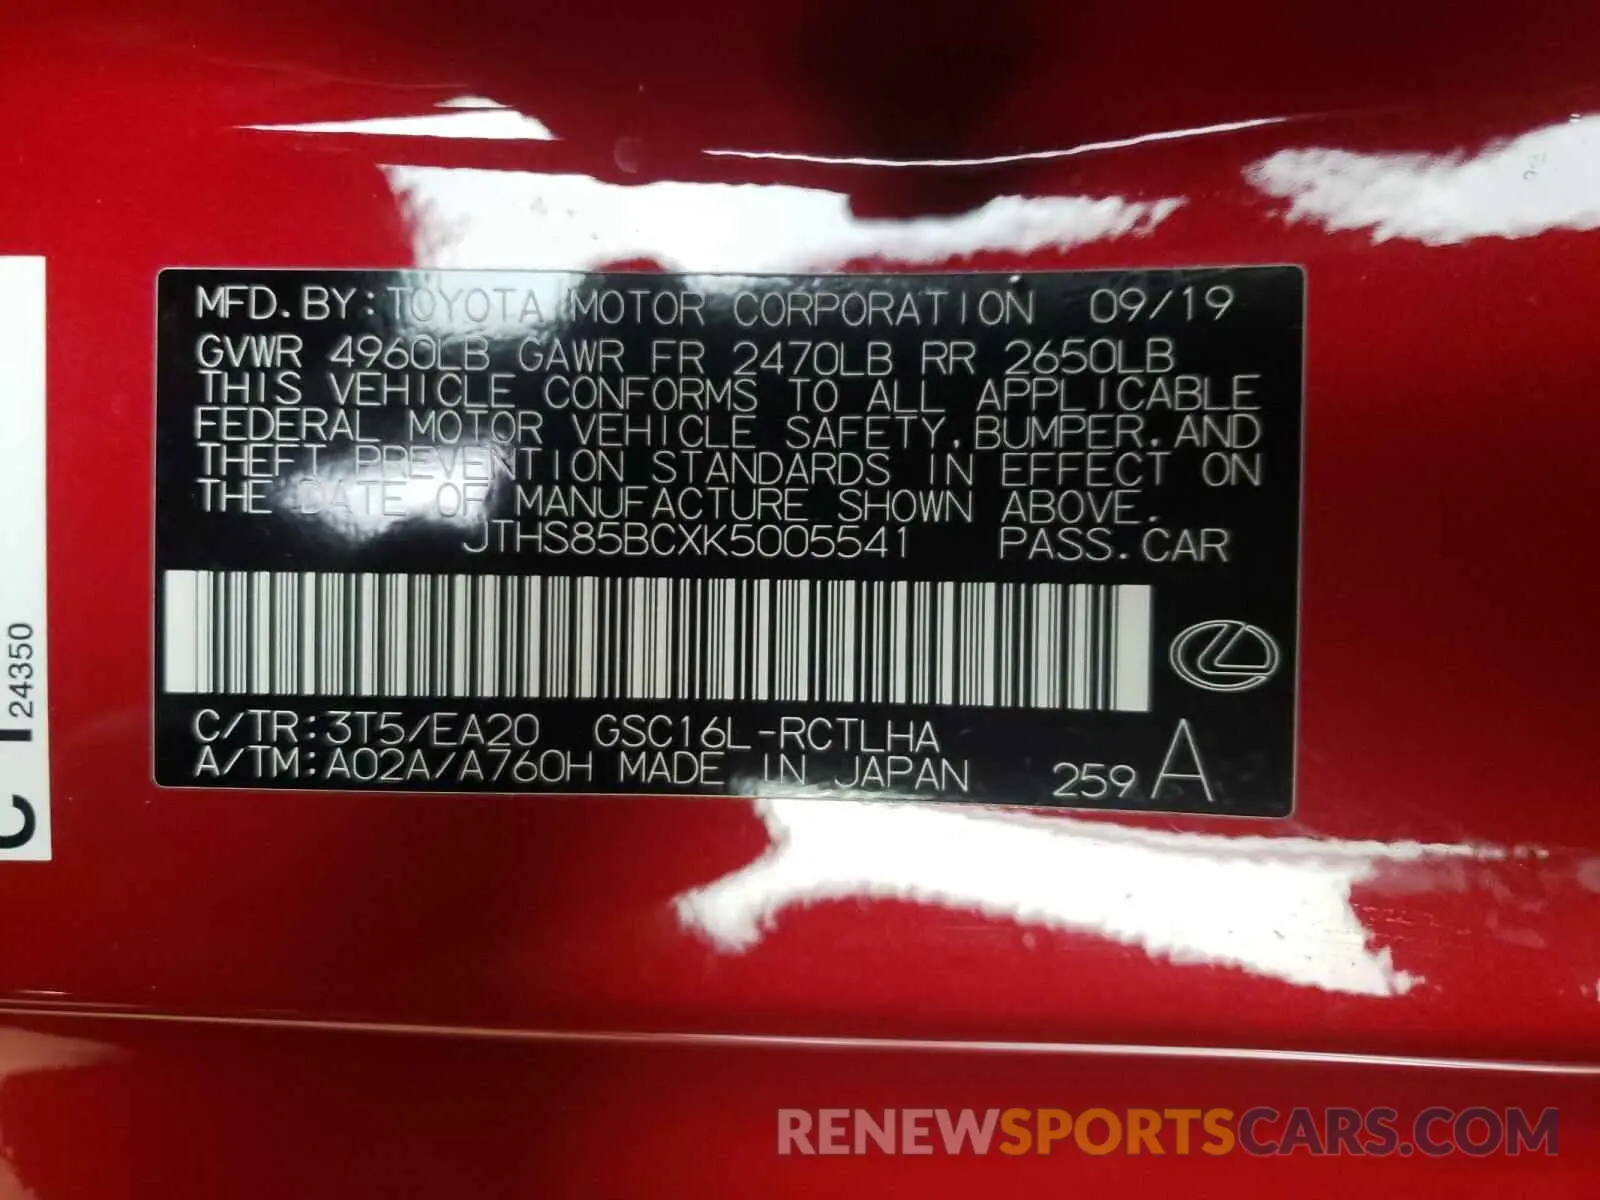 MFD. BY: TOYOTA MOTOR CORPORATION 09/19
GVWR 4960LB GAWR FR 2470LB RR 2650LB
THIS VEHICLE CONFORMS TO ALL APPLICABLE
FEDERAL MOTOR VEHICLE SAFETY, BUMPER, AND
THEFT PREVENTION STANDARDS IN EFFECT ON
THE DATE OF MANUFACTURE SHOWN ABOVE.
JTHS85BCXK5005541 PASS. CAR
C/TR: 3T5/EA20 GSC16L-RCTLHA
A/TM: A02A/A760H MADE IN JAPAN 259 A
24350
RENEWSPORTSCARS.COM